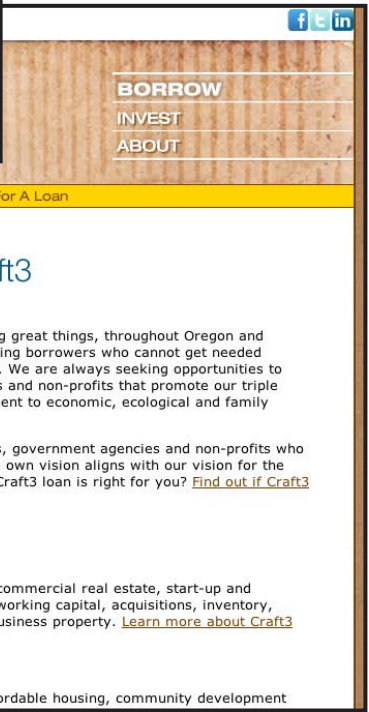 f t in
BORROW
INVEST
ABOUT
For A Loan
ft3
g great things, throughout Oregon and
ing borrowers who cannot get needed
. We are always seeking opportunities to
s and non-profits that promote our triple
ent to economic, ecological and family
s, government agencies and non-profits who
own vision aligns with our vision for the
Craft3 loan is right for you? Find out if Craft3
commercial real estate, start-up and
working capital, acquisitions, inventory,
usiness property. Learn more about Craft3
ordable housing, community development